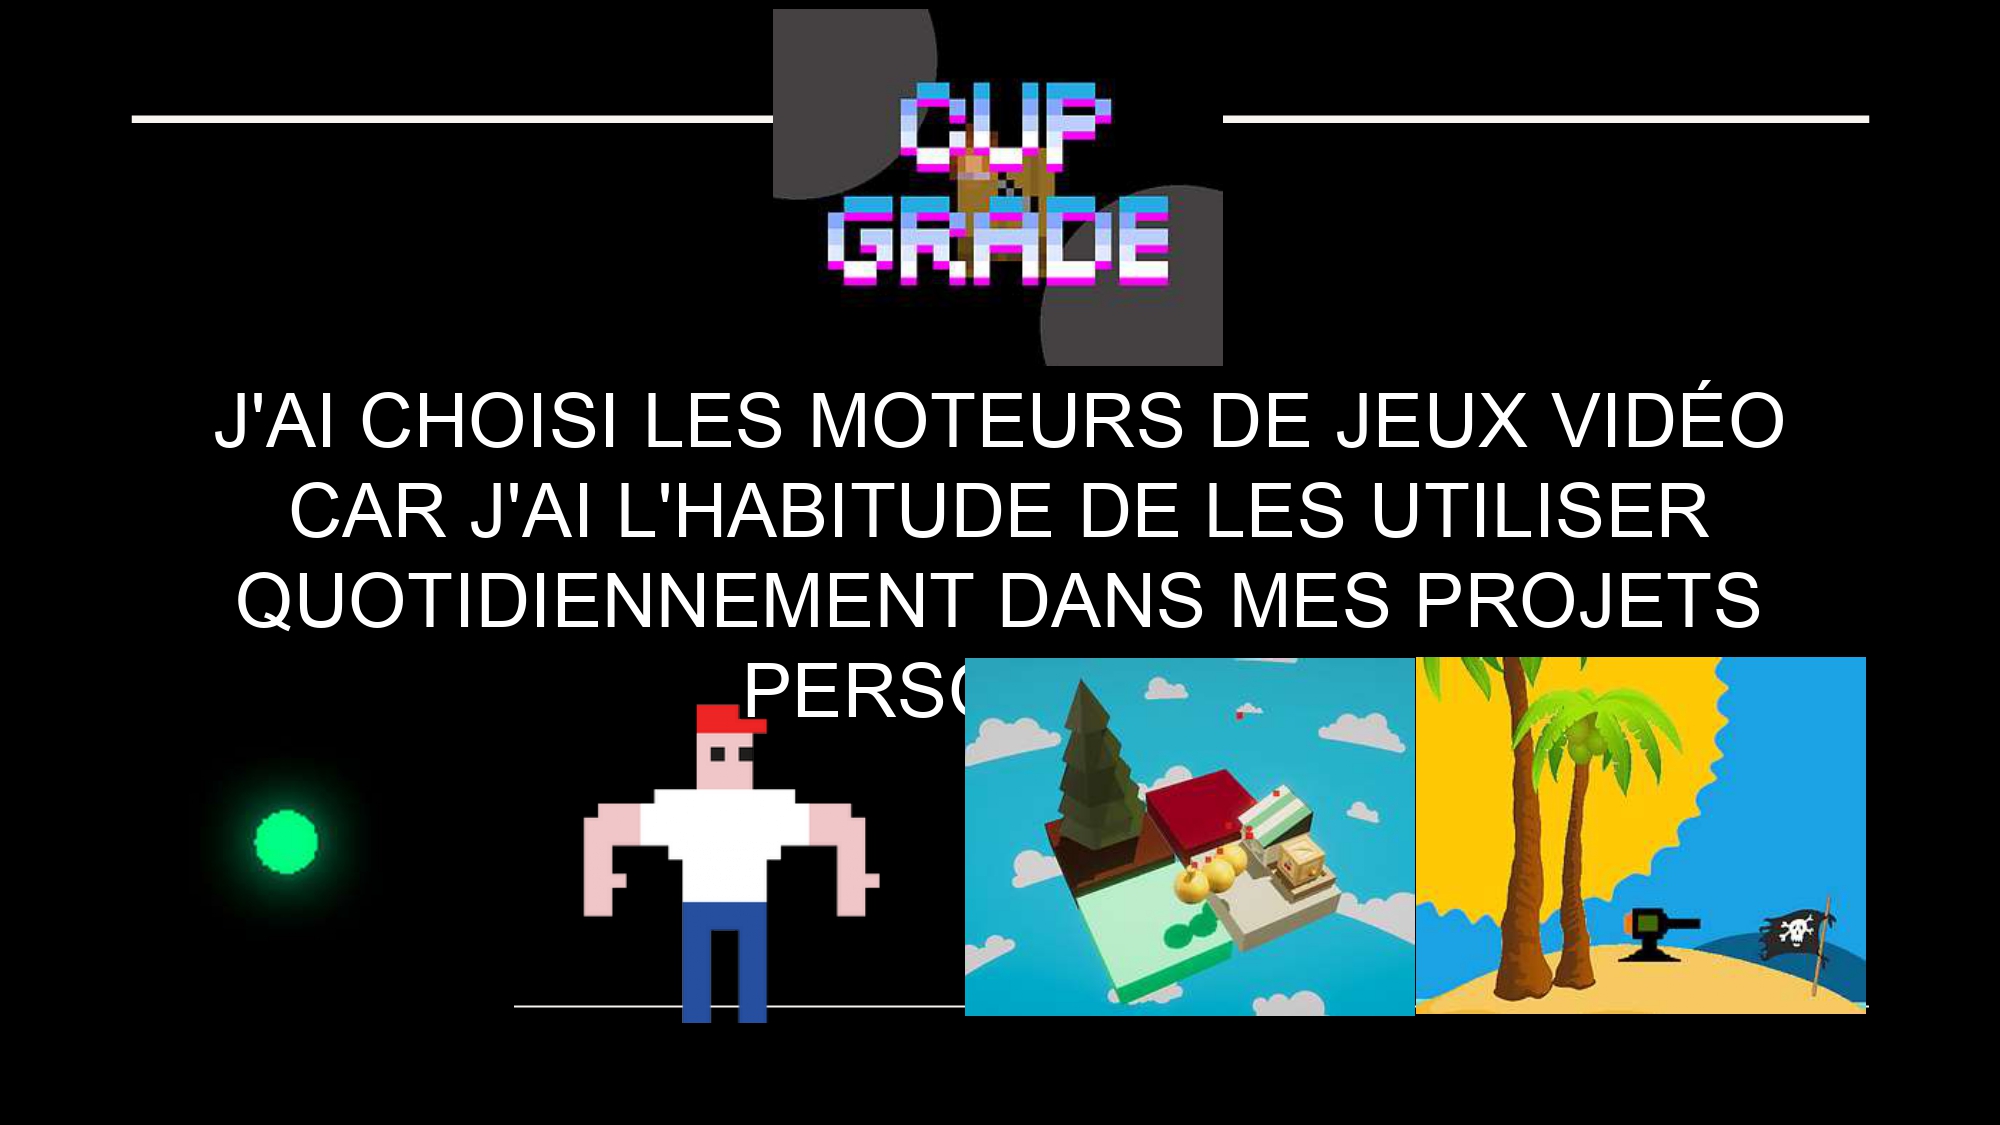 CUP
GRADE
J'AI CHOISI LES MOTEURS DE JEUX VIDÉO
CAR J'AI L'HABITUDE DE LES UTILISER
QUOTIDIENNEMENT DANS MES PROJETS